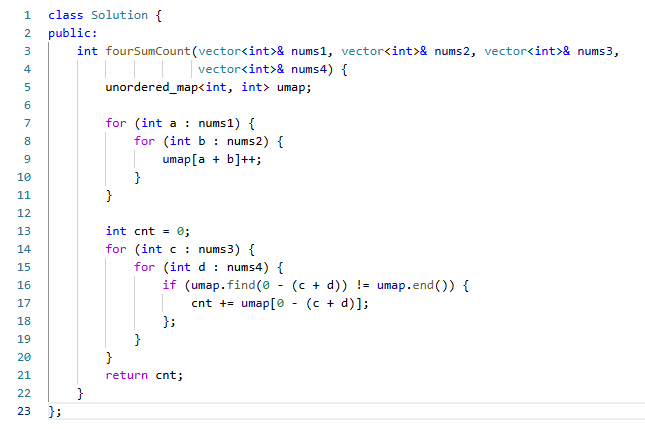 1 class Solution {
2 public:
3     int fourSumCount(vector<int>& nums1, vector<int>& nums2, vector<int>& nums3,
4                      vector<int>& nums4) {
5         unordered_map<int, int> umap;
6
7         for (int a : nums1) {
8             for (int b : nums2) {
9                 umap[a + b]++;
10             }
11         }
12
13         int cnt = 0;
14         for (int c : nums3) {
15             for (int d : nums4) {
16                 if (umap.find(0 - (c + d)) != umap.end()) {
17                     cnt += umap[0 - (c + d)];
18                 };
19             }
20         }
21         return cnt;
22     }
23 };